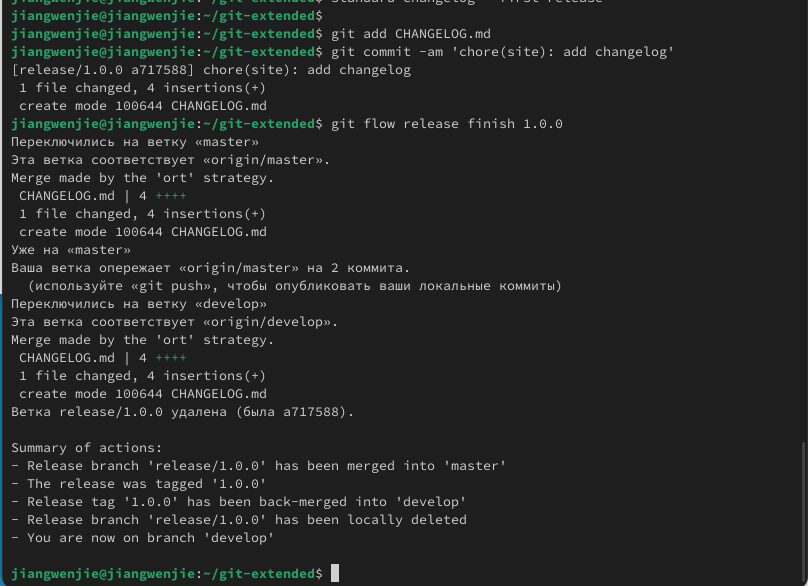 jiangwenjie@jiangwenjie:~/git-extended$ standard-changelog --first-release
jiangwenjie@jiangwenjie:~/git-extended$
jiangwenjie@jiangwenjie:~/git-extended$ git add CHANGELOG.md
jiangwenjie@jiangwenjie:~/git-extended$ git commit -am 'chore(site): add changelog'
[release/1.0.0 a717588] chore(site): add changelog
 1 file changed, 4 insertions(+)
 create mode 100644 CHANGELOG.md
jiangwenjie@jiangwenjie:~/git-extended$ git flow release finish 1.0.0
Переключились на ветку «master»
Эта ветка соответствует «origin/master».
Merge made by the 'ort' strategy.
 CHANGELOG.md | 4 ++++
 1 file changed, 4 insertions(+)
 create mode 100644 CHANGELOG.md
Уже на «master»
Ваша ветка опережает «origin/master» на 2 коммита.
  (используйте «git push», чтобы опубликовать ваши локальные коммиты)
Переключились на ветку «develop»
Эта ветка соответствует «origin/develop».
Merge made by the 'ort' strategy.
 CHANGELOG.md | 4 ++++
 1 file changed, 4 insertions(+)
 create mode 100644 CHANGELOG.md
Ветка release/1.0.0 удалена (была a717588).

Summary of actions:
- Release branch 'release/1.0.0' has been merged into 'master'
- The release was tagged '1.0.0'
- Release tag '1.0.0' has been back-merged into 'develop'
- Release branch 'release/1.0.0' has been locally deleted
- You are now on branch 'develop'

jiangwenjie@jiangwenjie:~/git-extended$